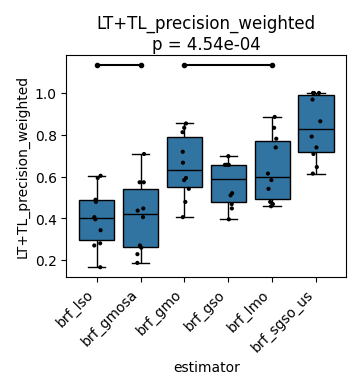 LT+TL_precision_weighted
p = 4.54e-04
LT+TL_precision_weighted
1.0
0.8
0.6
0.4
0.2
brf_lso
brf_gmosa
brf_gmo
brf_gso
brf_lmo
brf_sgso_us
estimator